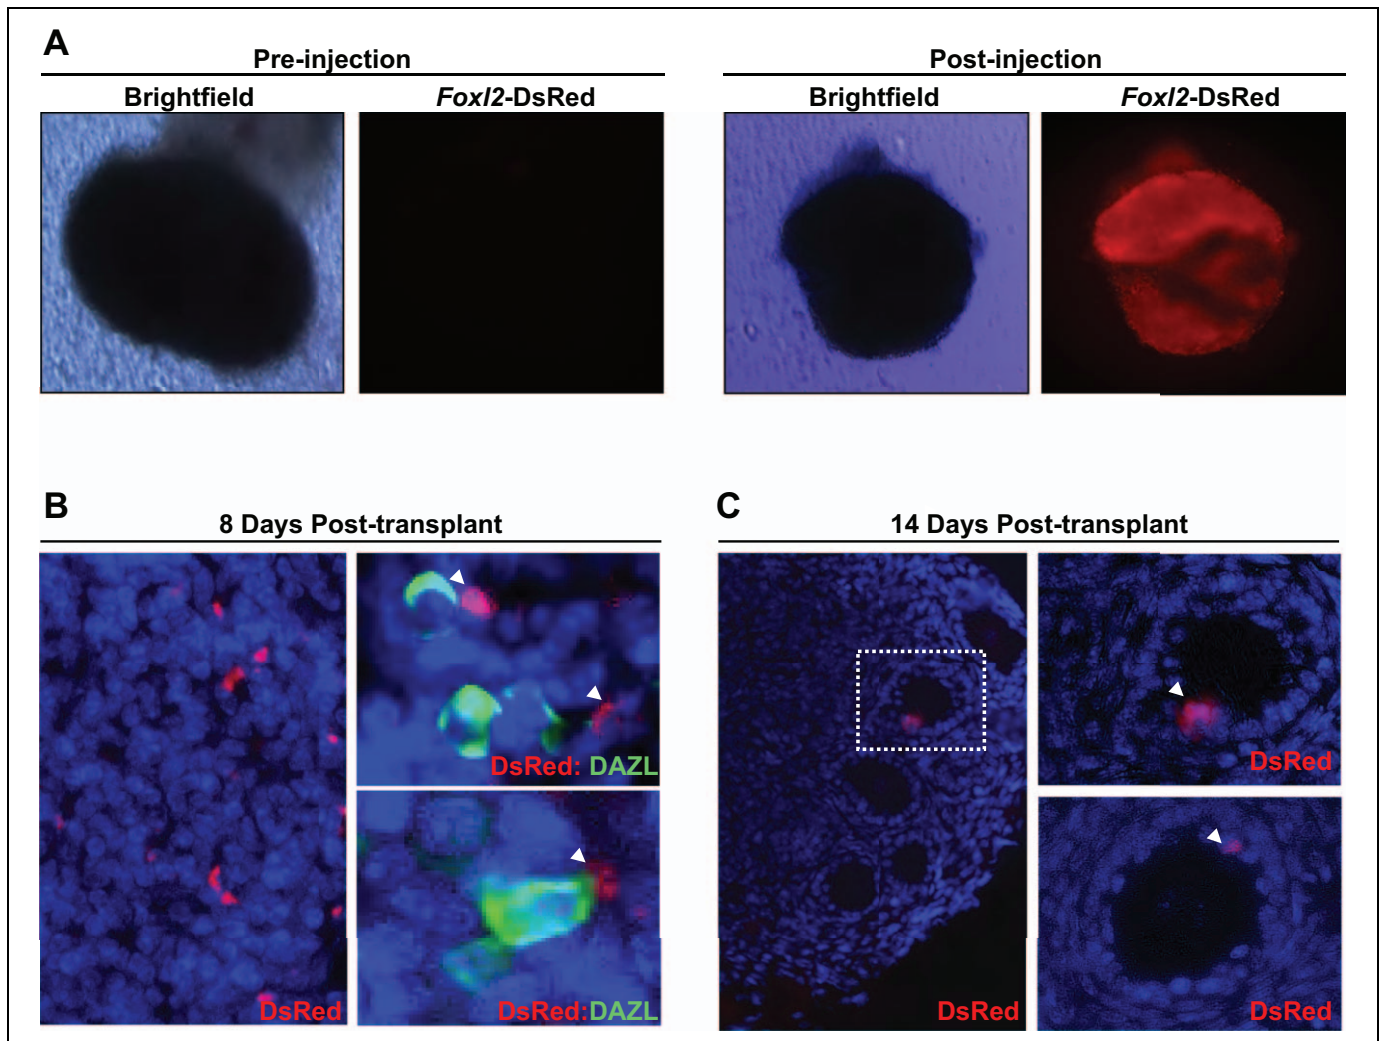 A
Pre-injection
Post-injection
Brightfield
Foxl2-DsRed
Brightfield
Foxl2-DsRed
B
8 Days Post-transplant
C
14 Days Post-transplant
DsRed: DAZL
DsRed
DsRed
DsRed:DAZL
DsRed
DsRed